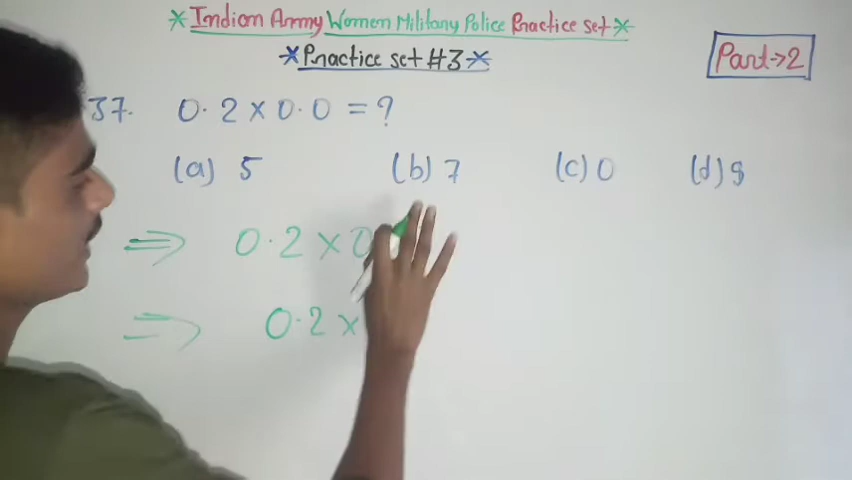 *Indian Army Women Military Police Practice set*
*Practice set #3*
Part→2
37. 0.2 × 0.0 = ?
(a) 5 (b) 7 (c) 0 (d) 9
⇒ 0.2 × 0
⇒ 0.2 ×